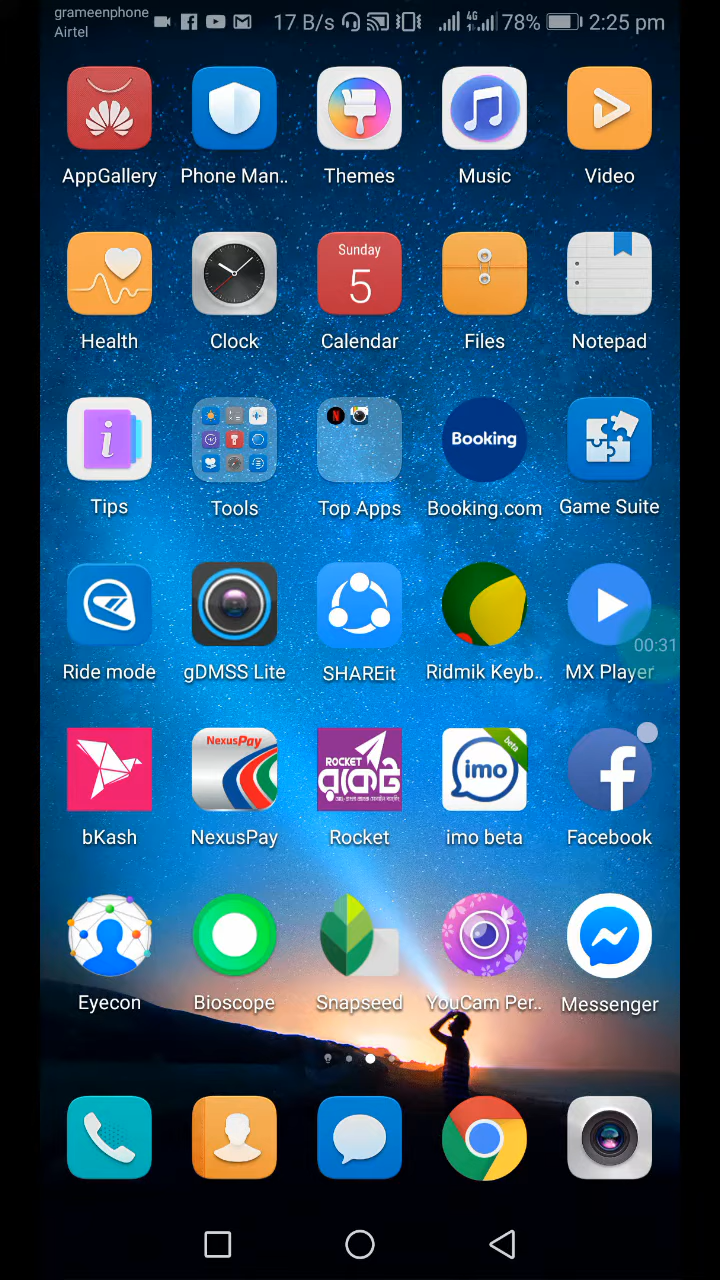 grameenphone
Airtel
17 B/s 4G 78% 2:25 pm
AppGallery Phone Man.. Themes Music Video
Sunday
5
Health Clock Calendar Files Notepad
Booking
Tips Tools Top Apps Booking.com Game Suite
00:31
Ride mode gDMSS Lite SHAREit Ridmik Keyb.. MX Player
NexusPay ROCKET রকেট imo beta
bKash NexusPay Rocket imo beta Facebook
Eyecon Bioscope Snapseed YouCam Per.. Messenger